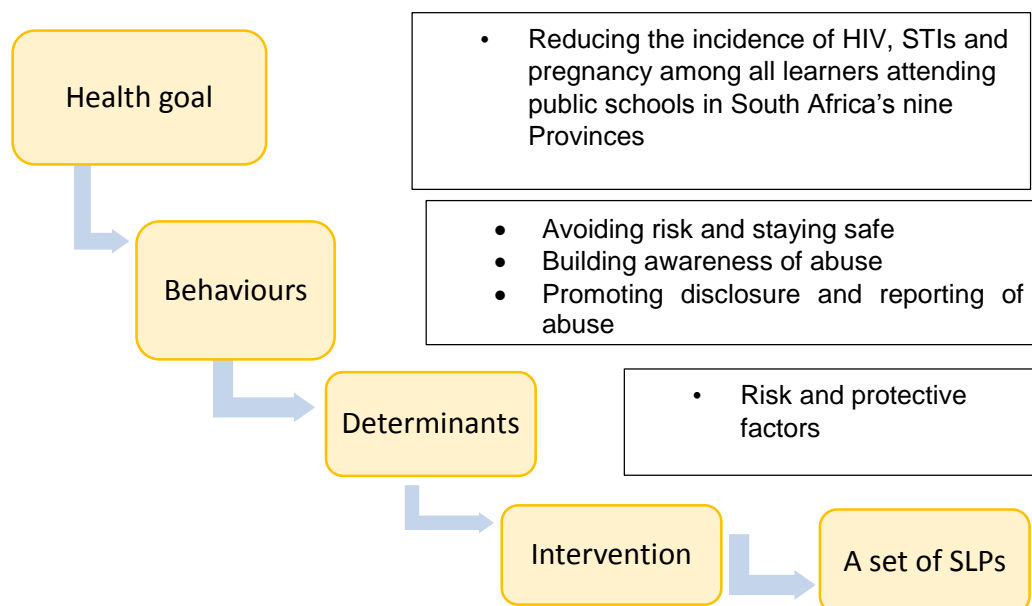 Health goal
• Reducing the incidence of HIV, STIs and
pregnancy among all learners attending
public schools in South Africa’s nine
Provinces
Behaviours
• Avoiding risk and staying safe
• Building awareness of abuse
• Promoting disclosure and reporting of
abuse
Determinants
• Risk and protective
factors
Intervention
A set of SLPs